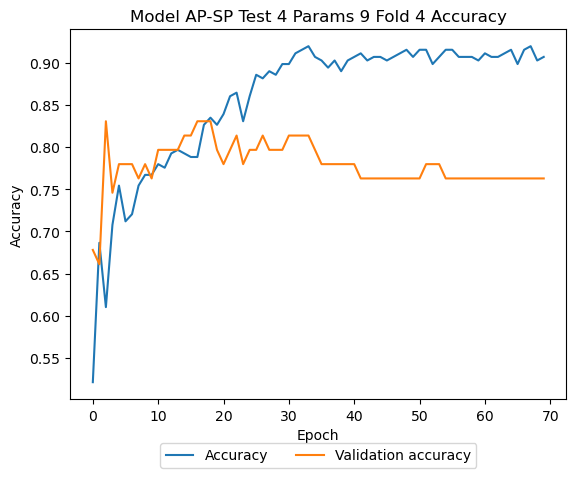 Model AP-SP Test 4 Params 9 Fold 4 Accuracy
Accuracy
0.90
0.85
0.80
0.75
0.70
0.65
0.60
0.55
0 10 20 30 40 50 60 70
Epoch
Accuracy Validation accuracy